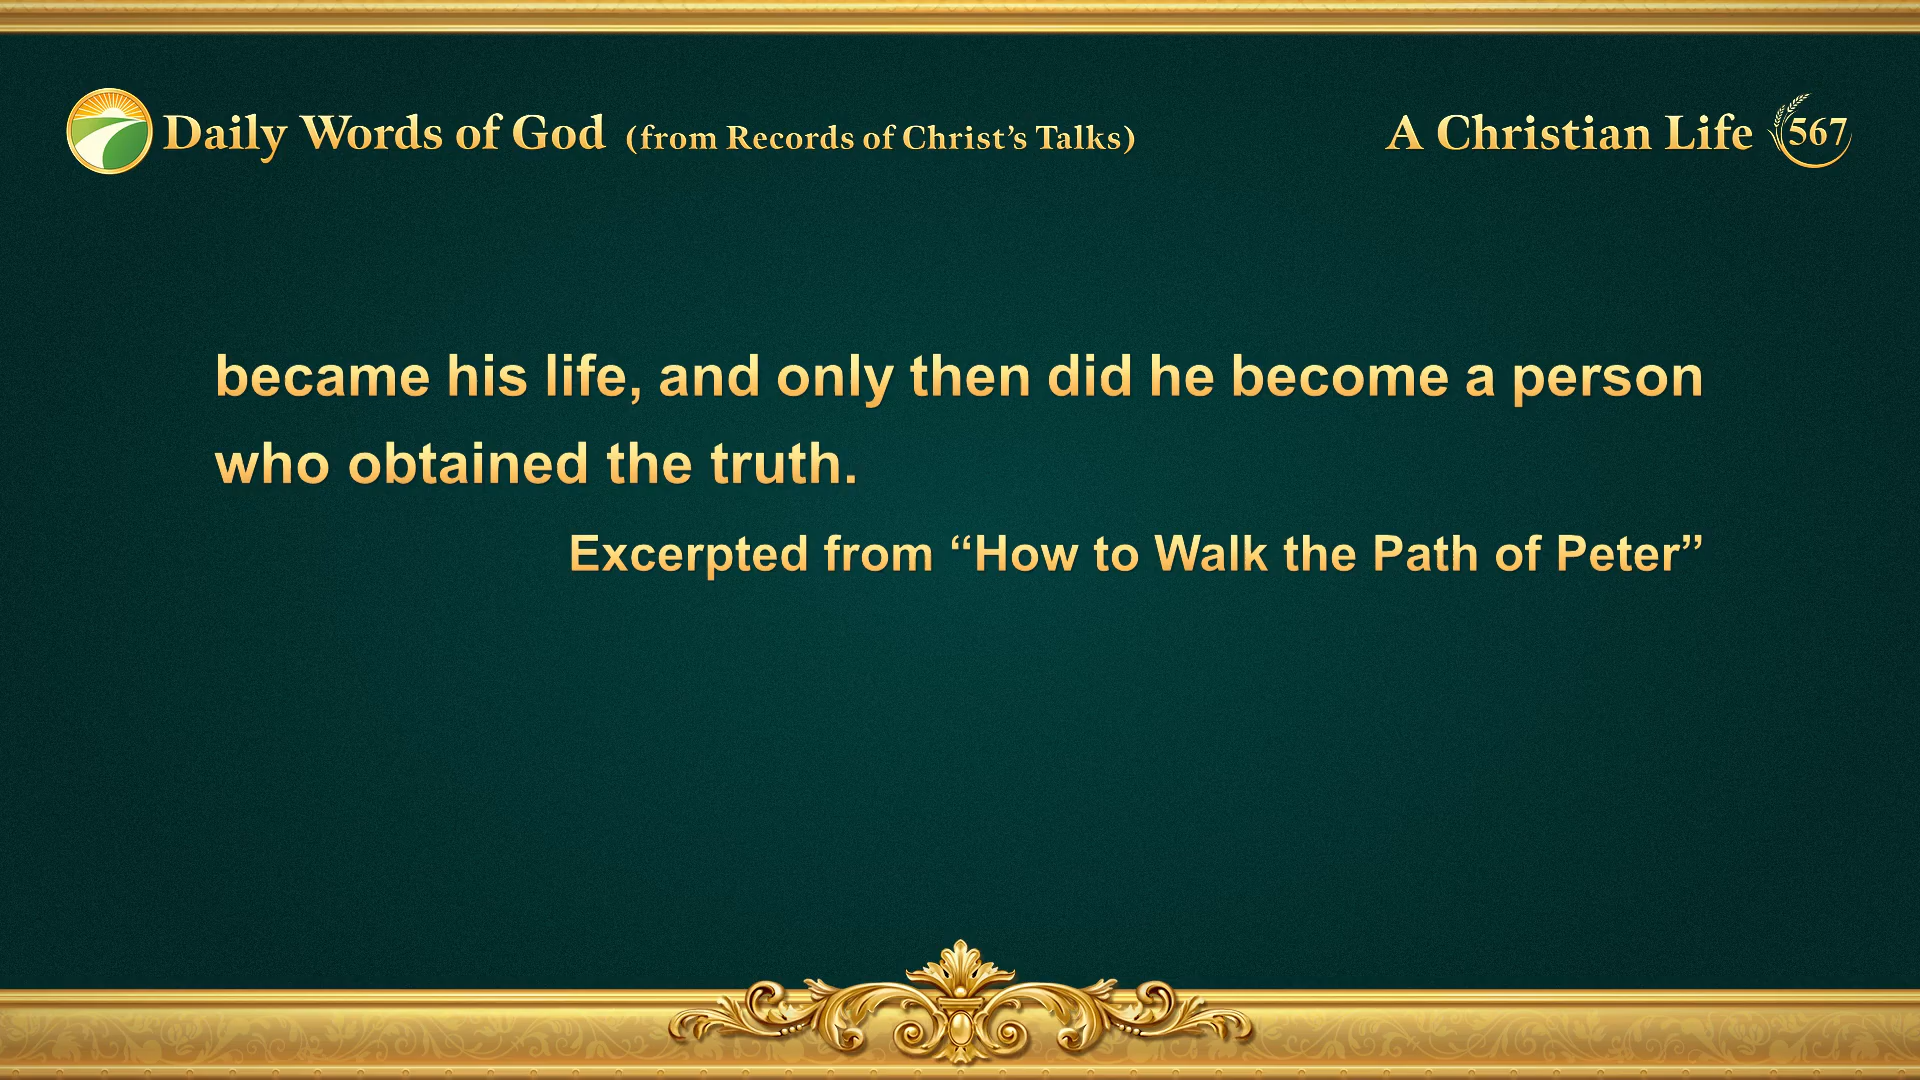 Daily Words of God (from Records of Christ’s Talks)
A Christian Life 567
became his life, and only then did he become a person
who obtained the truth.
Excerpted from “How to Walk the Path of Peter”